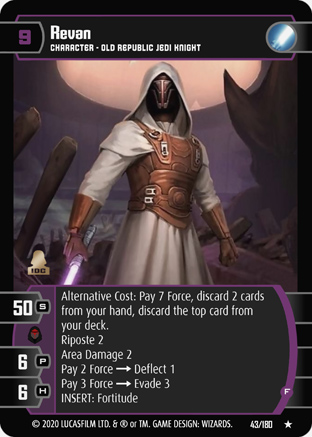 9
Revan
CHARACTER - OLD REPUBLIC JEDI KNIGHT
IDC
50 S
6 P
6 H
Alternative Cost: Pay 7 Force, discard 2 cards
from your hand, discard the top card from
your deck.
Riposte 2
Area Damage 2
Pay 2 Force → Deflect 1
Pay 3 Force → Evade 3
INSERT: Fortitude
F
© 2020 LUCASFILM LTD. & ® or TM. GAME DESIGN: WIZARDS. 43/180 ★